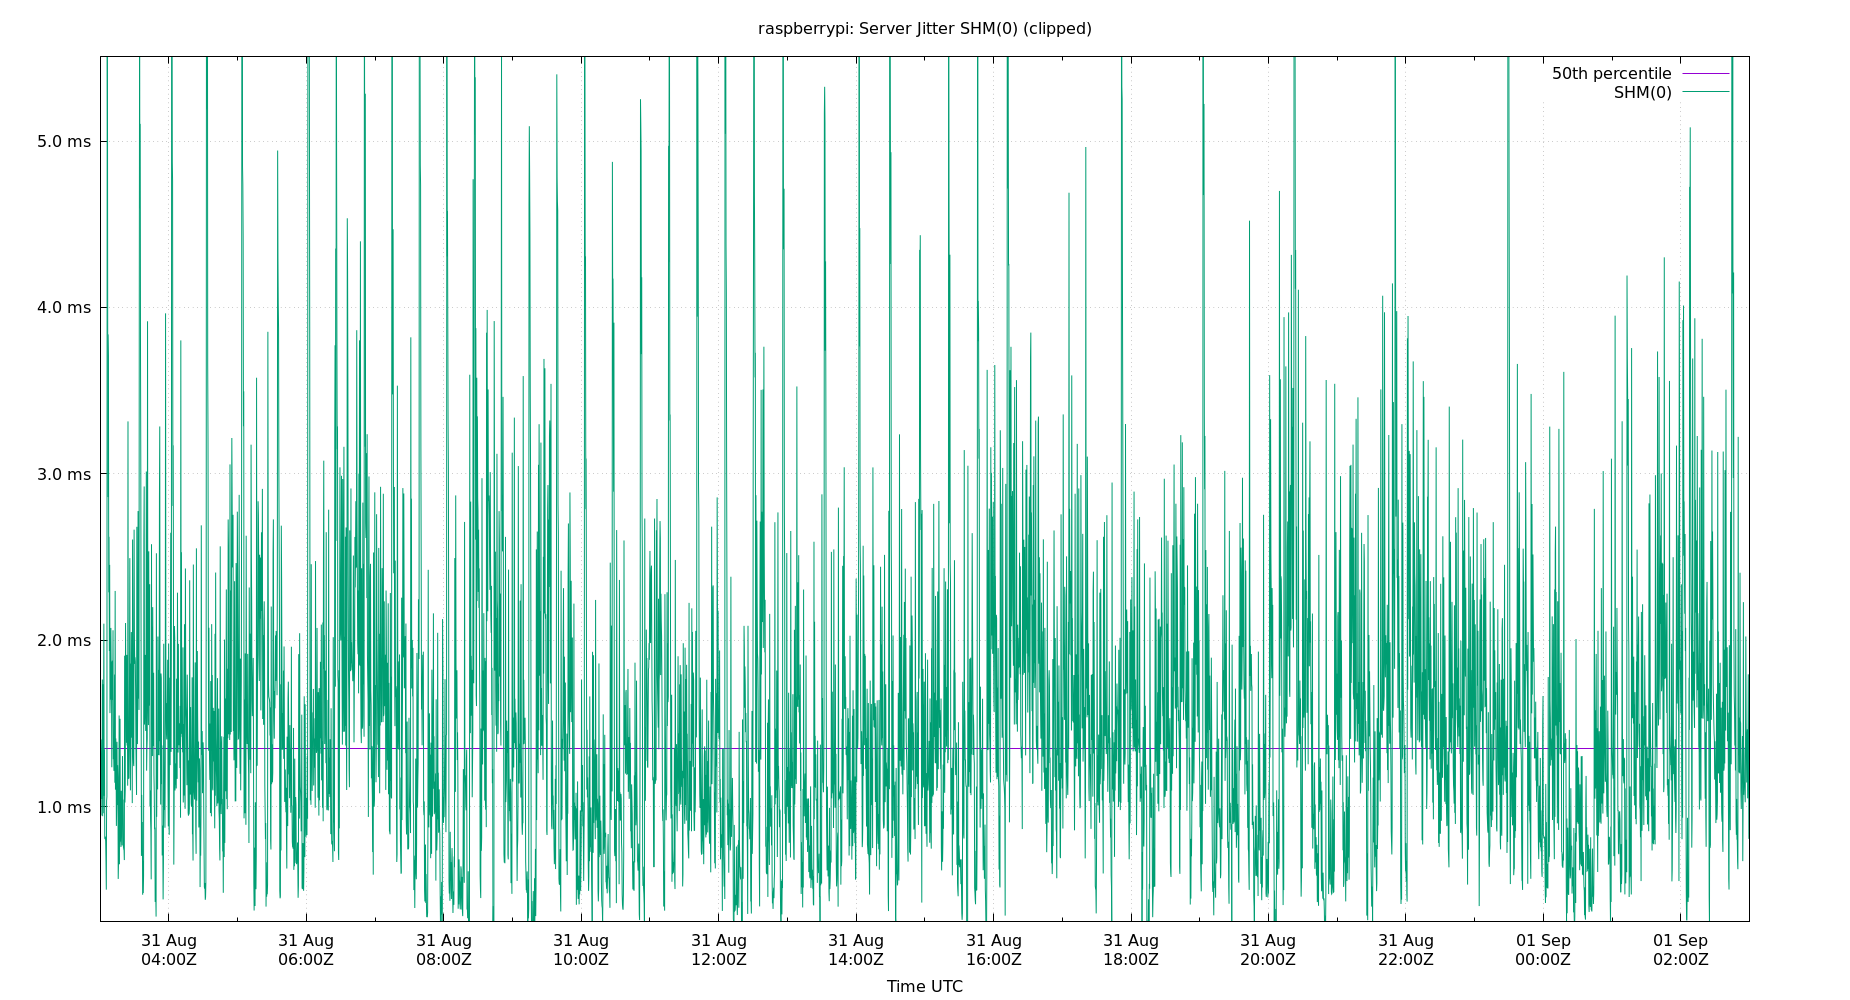 raspberrypi: Server Jitter SHM(0) (clipped)
50th percentile
SHM(0)
5.0 ms
4.0 ms
3.0 ms
2.0 ms
1.0 ms
31 Aug 31 Aug 31 Aug 31 Aug 31 Aug 31 Aug 31 Aug 31 Aug 31 Aug 31 Aug 01 Sep 01 Sep
04:00Z 06:00Z 08:00Z 10:00Z 12:00Z 14:00Z 16:00Z 18:00Z 20:00Z 22:00Z 00:00Z 02:00Z
Time UTC